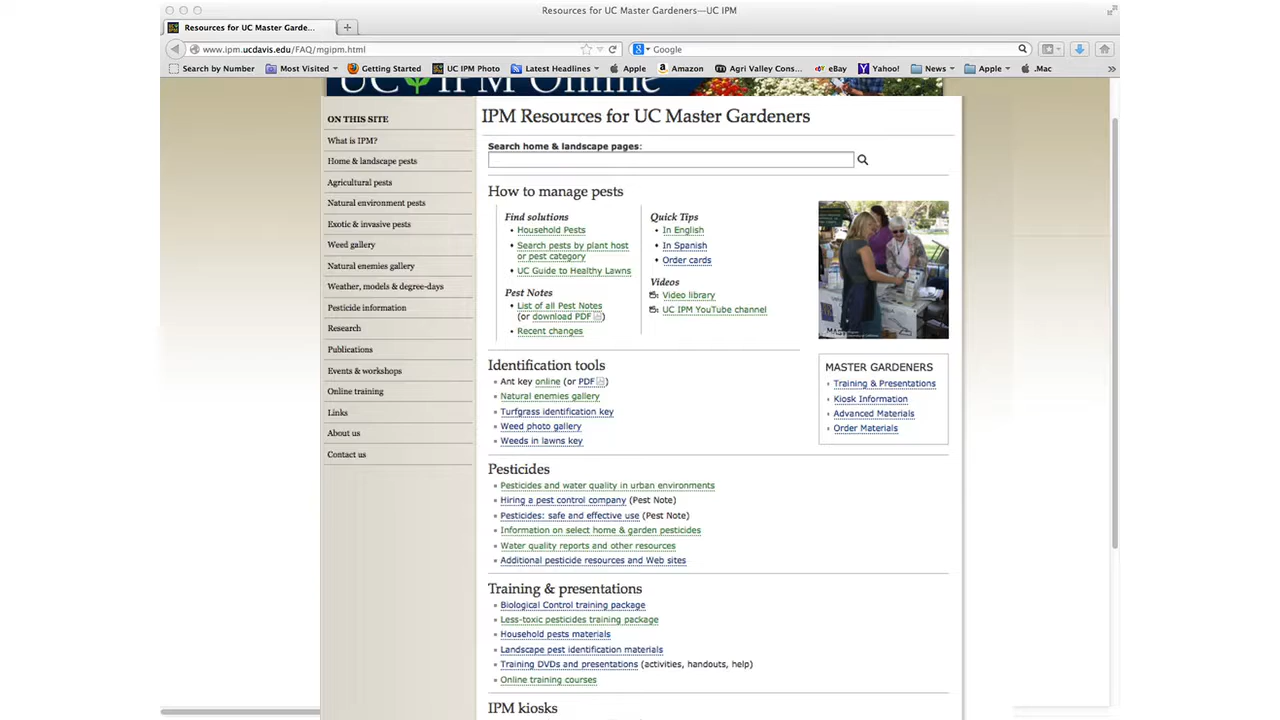 Resources for UC Master Gardeners—UC IPM
Resources for UC Master Garde...
www.ipm.ucdavis.edu/FAQ/mgipm.html
Google
Search by Number
Most Visited
Getting Started
UC IPM Photo
Latest Headlines
Apple
Amazon
Agri Valley Cons...
eBay
Yahoo!
News
Apple
.Mac
UC IPM Online
ON THIS SITE
What is IPM?
Home & landscape pests
Agricultural pests
Natural environment pests
Exotic & invasive pests
Weed gallery
Natural enemies gallery
Weather, models & degree-days
Pesticide information
Research
Publications
Events & workshops
Online training
Links
About us
Contact us
IPM Resources for UC Master Gardeners
Search home & landscape pages:
How to manage pests
Find solutions
Household Pests
Search pests by plant host
or pest category
UC Guide to Healthy Lawns
Pest Notes
List of all Pest Notes
(or download PDF)
Recent changes
Quick Tips
In English
In Spanish
Order cards
Videos
Video library
UC IPM YouTube channel
Identification tools
Ant key online (or PDF)
Natural enemies gallery
Turfgrass identification key
Weed photo gallery
Weeds in lawns key
MASTER GARDENERS
Training & Presentations
Kiosk Information
Advanced Materials
Order Materials
Pesticides
Pesticides and water quality in urban environments
Hiring a pest control company (Pest Note)
Pesticides: safe and effective use (Pest Note)
Information on select home & garden pesticides
Water quality reports and other resources
Additional pesticide resources and Web sites
Training & presentations
Biological Control training package
Less-toxic pesticides training package
Household pests materials
Landscape pest identification materials
Training DVDs and presentations (activities, handouts, help)
Online training courses
IPM kiosks